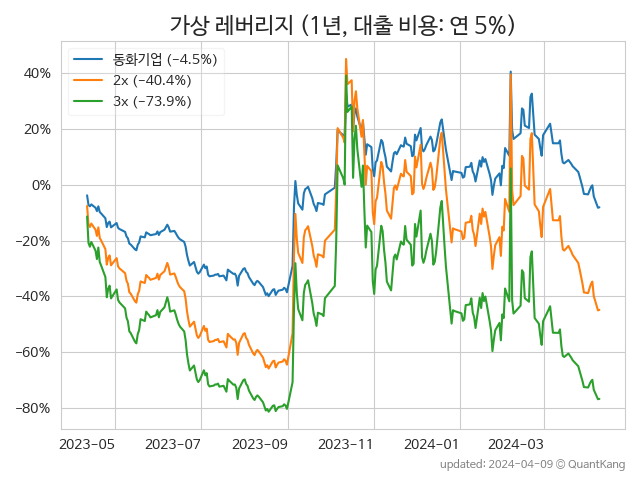 가상 레버리지 (1년, 대출 비용: 연 5%)
동화기업 (−4.5%)
2x (−40.4%)
3x (−73.9%)
40%
20%
0%
−20%
−40%
−60%
−80%
2023-05 2023-07 2023-09 2023-11 2024-01 2024-03
updated: 2024-04-09 © QuantKang